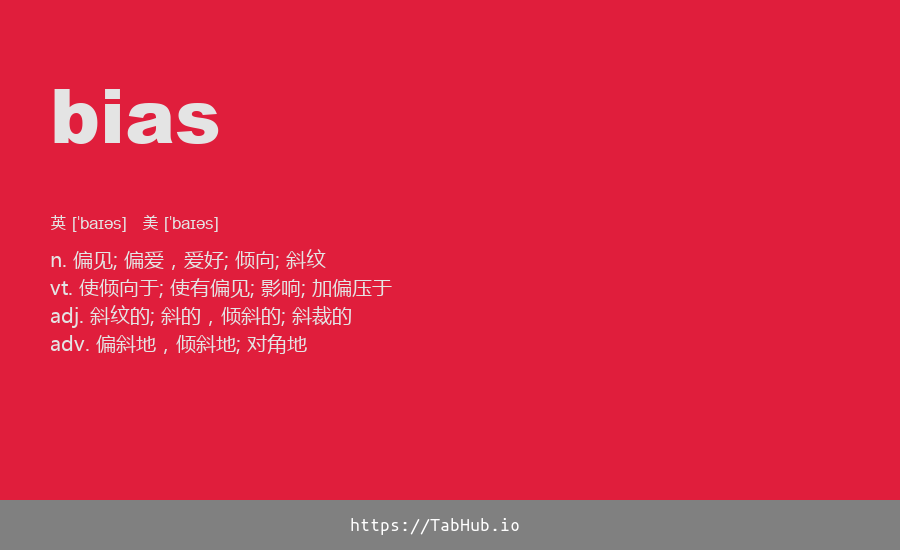 bias
英 [ˈbaɪəs] 美 [ˈbaɪəs]
n. 偏见; 偏爱，爱好; 倾向; 斜纹
vt. 使倾向于; 使有偏见; 影响; 加偏压于
adj. 斜纹的; 斜的，倾斜的; 斜裁的
adv. 偏斜地，倾斜地; 对角地
https://TabHub.io